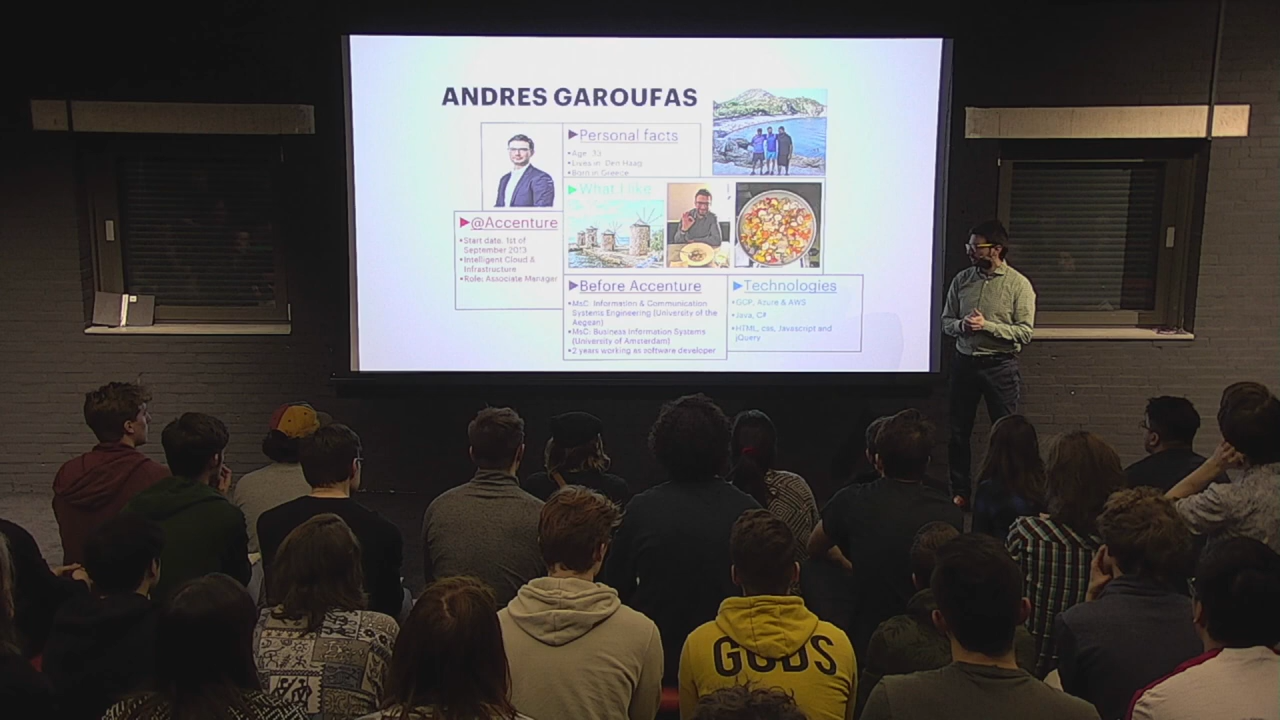 ANDRES GAROUFAS
▶Personal facts
•Age: 33
•Lives in: Den Haag
•Born in Greece
▶What I like
▶@Accenture
•Start date: 1st of
September 2013
•Intelligent Cloud &
Infrastructure
•Role: Associate Manager
▶Before Accenture
•MsC: Information & Communication
Systems Engineering (University of the
Aegean)
•MsC: Business Information Systems
(University of Amsterdam)
•2 years working as software developer
▶Technologies
•GCP, Azure & AWS
•Java, C#
•HTML, css, Javascript and
jQuery
GODS